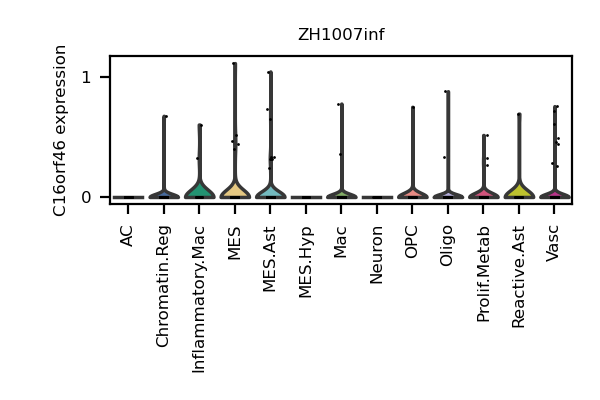 ZH1007inf
C16orf46 expression
1
0
AC
Chromatin.Reg
Inflammatory.Mac
MES
MES.Ast
MES.Hyp
Mac
Neuron
OPC
Oligo
Prolif.Metab
Reactive.Ast
Vasc